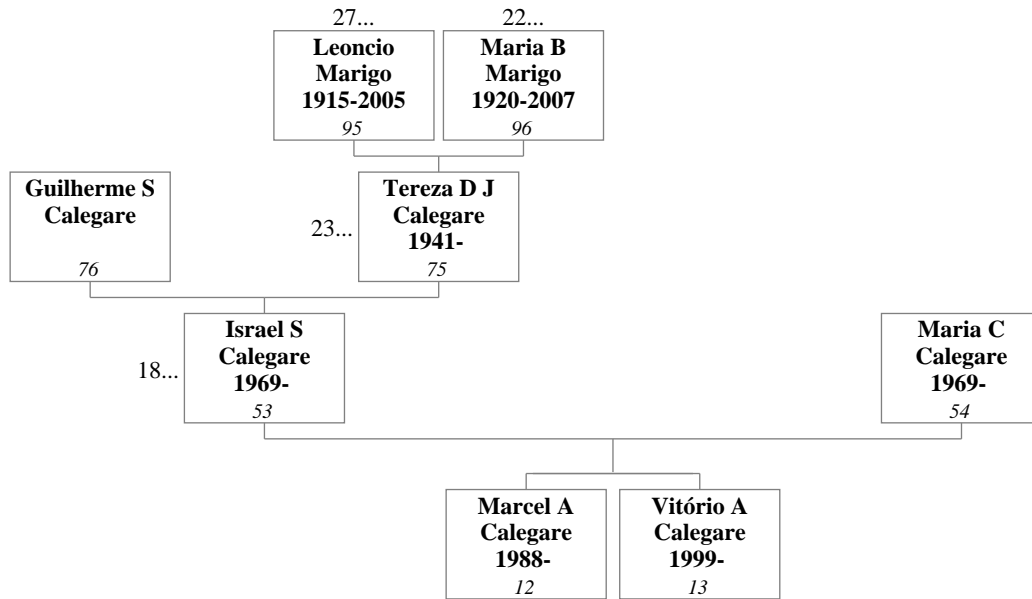 27...
22...
Leoncio
Marigo
1915-2005
95
Maria B
Marigo
1920-2007
96
Guilherme S
Calegare
76
23...
Tereza D J
Calegare
1941-
75
18...
Israel S
Calegare
1969-
53
Maria C
Calegare
1969-
54
Marcel A
Calegare
1988-
12
Vitório A
Calegare
1999-
13